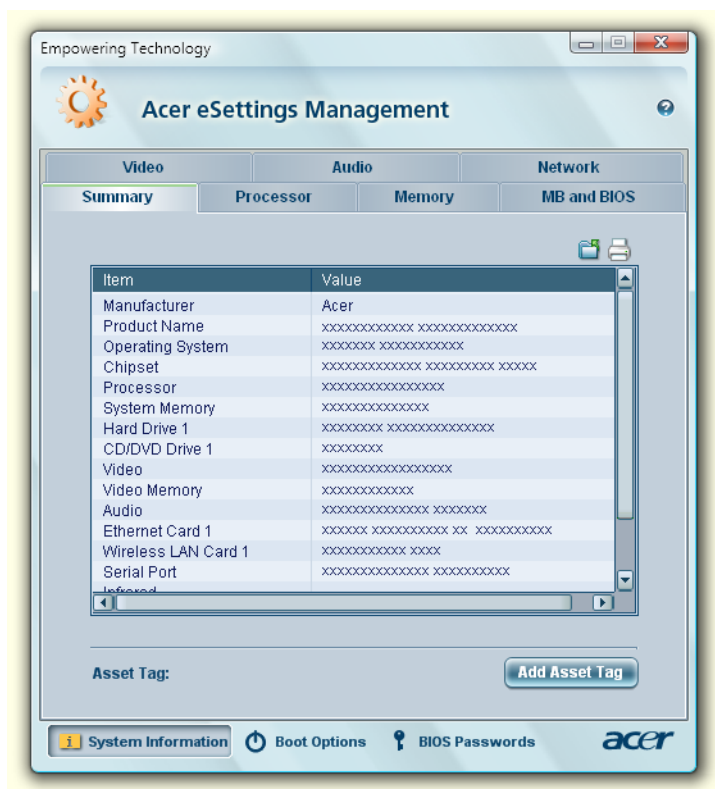 Empowering Technology
Acer eSettings Management
Video Audio Network
Summary Processor Memory MB and BIOS
Item Value
Manufacturer Acer
Product Name xxxxxxxxxxxx xxxxxxxxxxxxx
Operating System xxxxxxx xxxxxxxxxxx
Chipset xxxxxxxxxxxxx xxxxxxxxx xxxxx
Processor xxxxxxxxxxxxxxxx
System Memory xxxxxxxxxxxxxx
Hard Drive 1 xxxxxxxx xxxxxxxxxxxxxx
CD/DVD Drive 1 xxxxxxxx
Video xxxxxxxxxxxxxxxxx
Video Memory xxxxxxxxxxxx
Audio xxxxxxxxxxxxxx xxxxxxx
Ethernet Card 1 xxxxxx xxxxxxxxxx xx xxxxxxxxxx
Wireless LAN Card 1 xxxxxxxxxxx xxxx
Serial Port xxxxxxxxxxxxxx xxxxxxxxxx
Infrared
Asset Tag: Add Asset Tag
System Information Boot Options BIOS Passwords acer